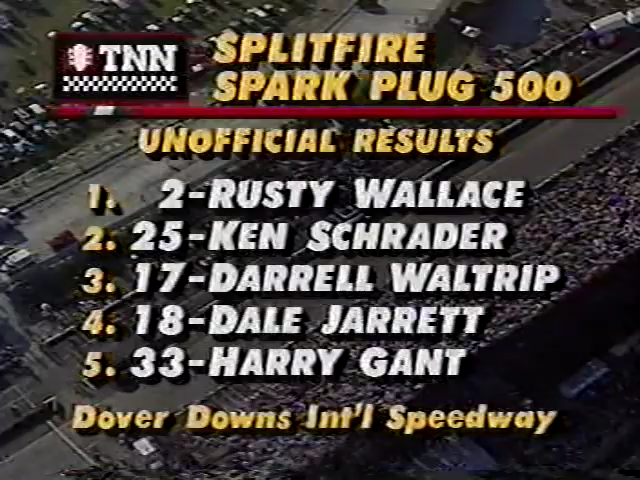 TNN
SPLITFIRE
SPARK PLUG 500
UNOFFICIAL RESULTS
1. 2-RUSTY WALLACE
2. 25-KEN SCHRADER
3. 17-DARRELL WALTRIP
4. 18-DALE JARRETT
5. 33-HARRY GANT
Dover Downs Int'l Speedway